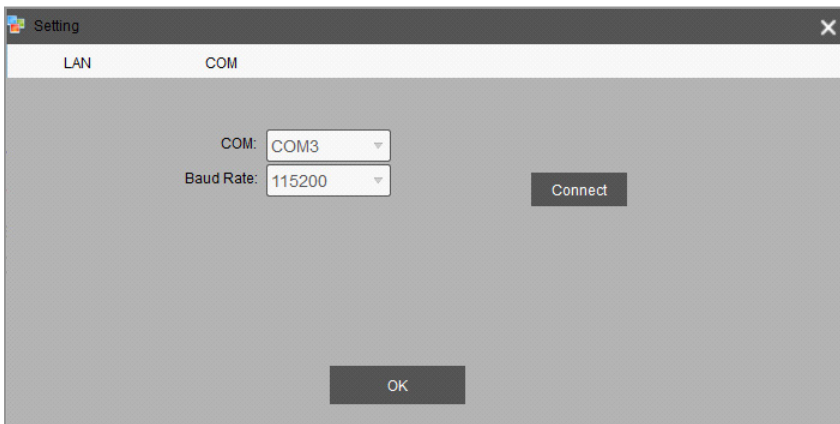 Setting
LAN COM
COM: COM3
Baud Rate: 115200
Connect
OK